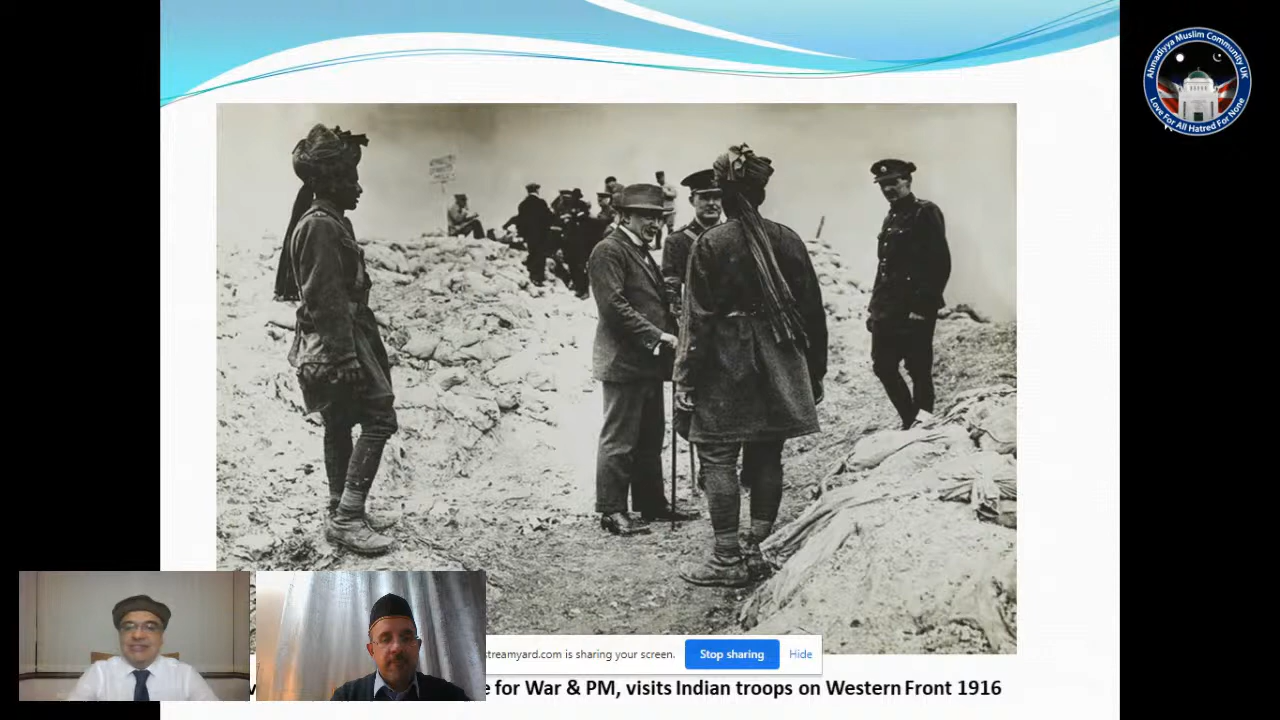 Ahmadiyya Muslim Community UK
Love For All Hatred For None
streamyard.com is sharing your screen.
Stop sharing
Hide
e for War & PM, visits Indian troops on Western Front 1916